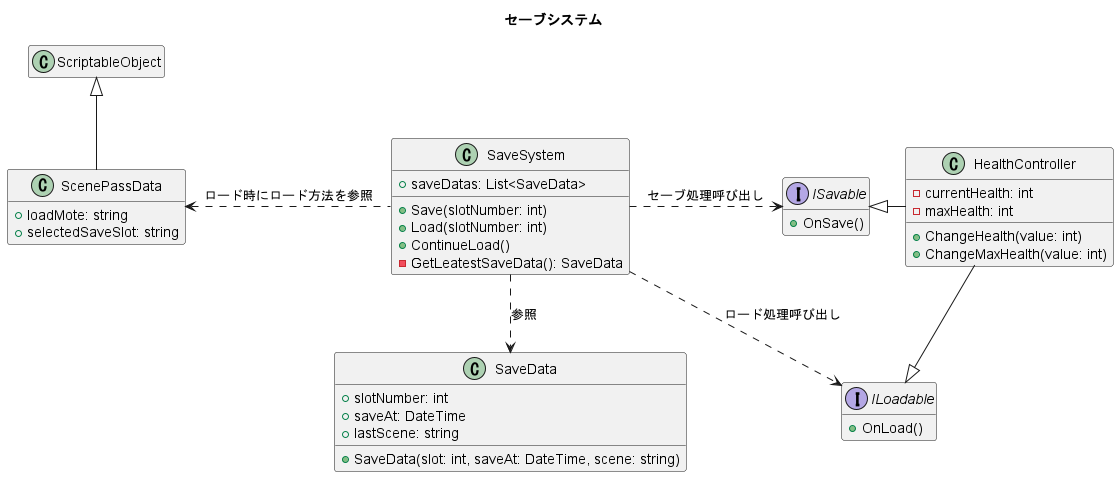 セーブシステム
C ScriptableObject
C ScenePassData
loadMote: string
selectedSaveSlot: string
ロード時にロード方法を参照
C SaveSystem
saveDatas: List<SaveData>
Save(slotNumber: int)
Load(slotNumber: int)
ContinueLoad()
GetLeatestSaveData(): SaveData
セーブ処理呼び出し
I ISavable
OnSave()
C HealthController
currentHealth: int
maxHealth: int
ChangeHealth(value: int)
ChangeMaxHealth(value: int)
参照
ロード処理呼び出し
C SaveData
slotNumber: int
saveAt: DateTime
lastScene: string
SaveData(slot: int, saveAt: DateTime, scene: string)
I ILoadable
OnLoad()